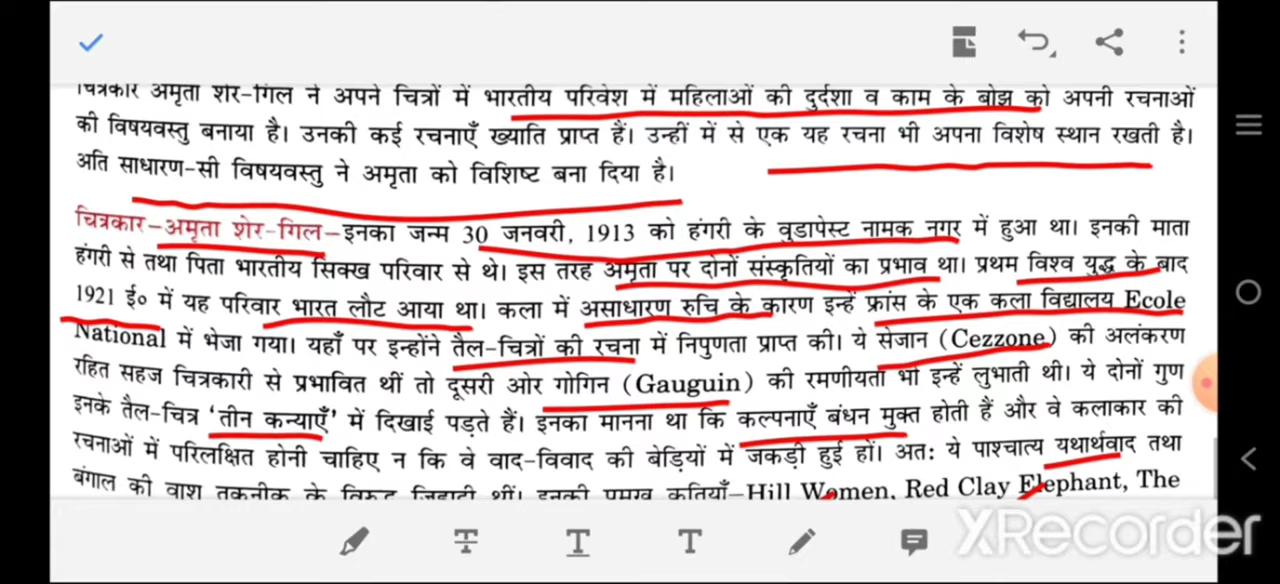 चित्रकार अमृता शेर-गिल ने अपने चित्रों में भारतीय परिवेश में महिलाओं की दुर्दशा व काम के बोझ को अपनी रचनाओं
की विषयवस्तु बनाया है। उनकी कई रचनाएँ ख्याति प्राप्त हैं। उन्हीं में से एक यह रचना भी अपना विशेष स्थान रखती है।
अति साधारण-सी विषयवस्तु ने अमृता को विशिष्ट बना दिया है।
चित्रकार–अमृता शेर-गिल–इनका जन्म 30 जनवरी, 1913 को हंगरी के वुडापेस्ट नामक नगर में हुआ था। इनकी माता
हंगरी से तथा पिता भारतीय सिक्ख परिवार से थे। इस तरह अमृता पर दोनों संस्कृतियों का प्रभाव था। प्रथम विश्व युद्ध के बाद
1921 ई० में यह परिवार भारत लौट आया था। कला में असाधारण रुचि के कारण इन्हें फ्रांस के एक कला विद्यालय Ecole
National में भेजा गया। यहाँ पर इन्होंने तैल-चित्रों की रचना में निपुणता प्राप्त की। ये सेजान (Cezzone) की अलंकरण
रहित सहज चित्रकारी से प्रभावित थीं तो दूसरी ओर गोगिन (Gauguin) की रमणीयता भी इन्हें लुभाती थी। ये दोनों गुण
इनके तैल-चित्र ‘तीन कन्याएँ’ में दिखाई पड़ते हैं। इनका मानना था कि कल्पनाएँ बंधन मुक्त होती हैं और वे कलाकार की
रचनाओं में परिलक्षित होनी चाहिए न कि वे वाद-विवाद की बेड़ियों में जकड़ी हुई हों। अतः ये पाश्चात्य यथार्थवाद तथा
बंगाल की वाश तकनीक के विरुद्ध जिहादी थीं। इनकी प्रमुख कृतियाँ–Hill Women, Red Clay Elephant, The
XRecorder